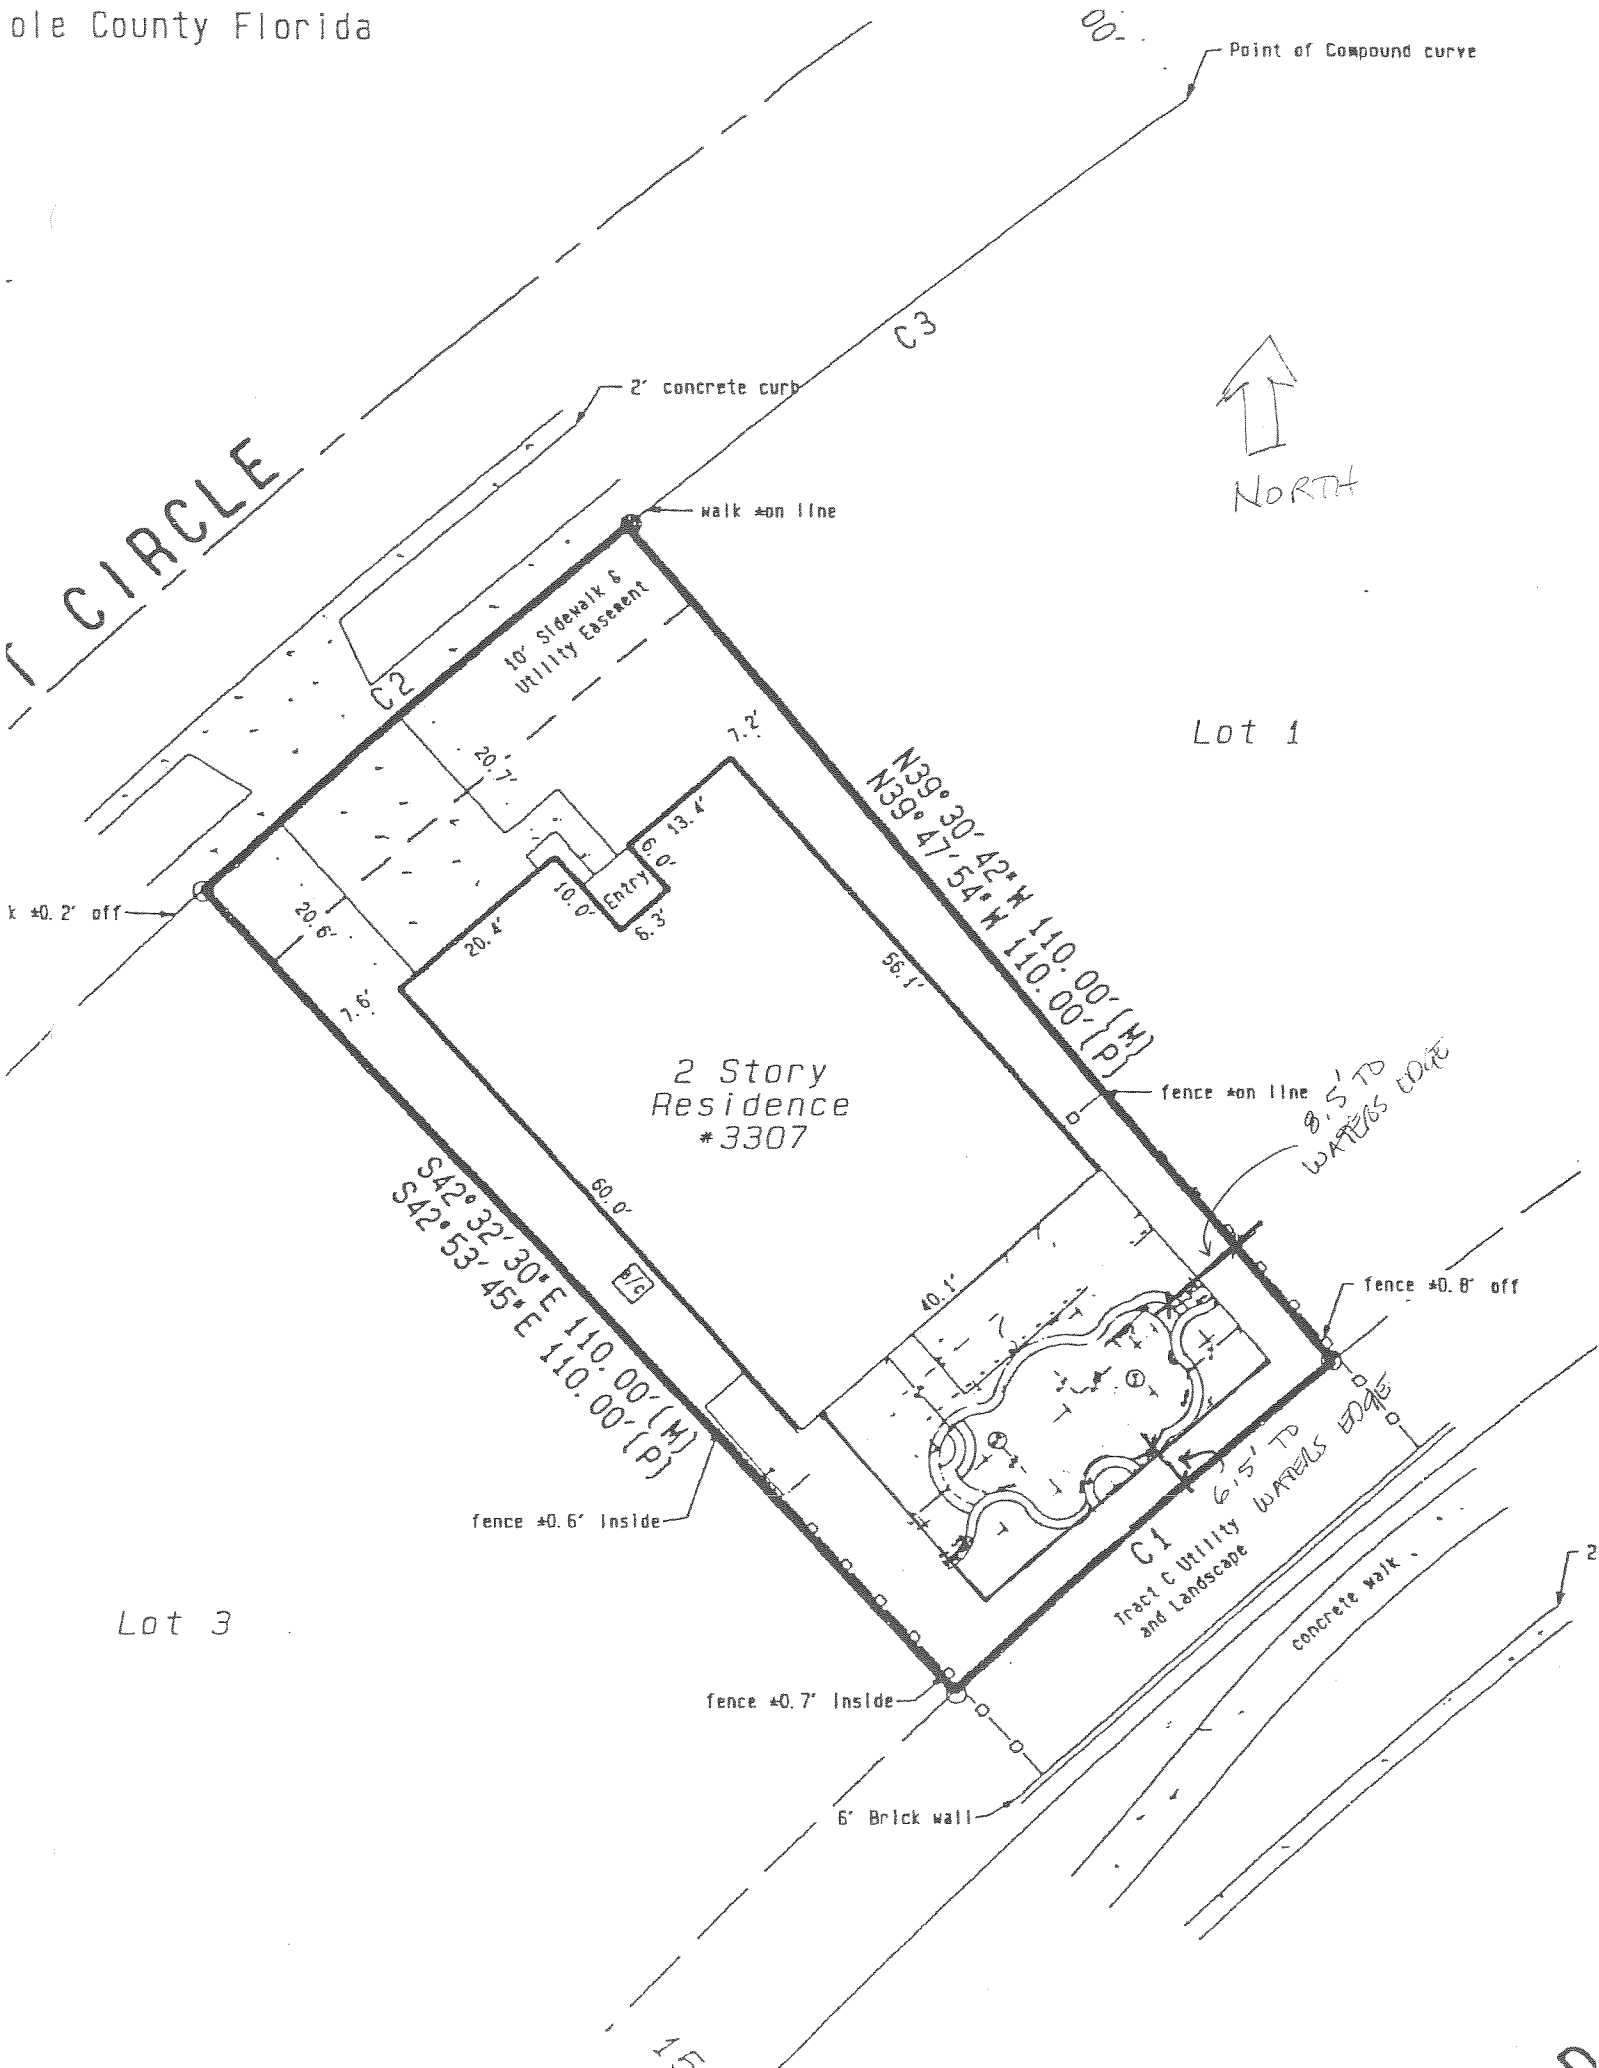 ole County Florida
00-
Point of Compound curve
C3
2' concrete curb
CIRCLE
NORTH
walk ±on line
10' Sidewalk &
Utility Easement
C2
Lot 1
7.2'
20.7'
13.4'
6.0'
N39°30'42"W 110.00'(M)
N39°47'54"W 110.00'(P)
Entry
10.0'
6.3'
k ±0.2' off
20.6'
20.4'
56.1'
7.6'
2 Story
Residence
#3307
fence ±on line
8.5' TO
WATERS EDGE
S42°32'30"E 110.00'(M)
S42°53'45"E 110.00'(P)
60.0'
a/c
40.1'
fence ±0.8' off
6.5' TO
WATERS EDGE
fence ±0.6' inside
C1
Tract C Utility
and Landscape
concrete walk
2
Lot 3
fence ±0.7' inside
6' Brick wall
15